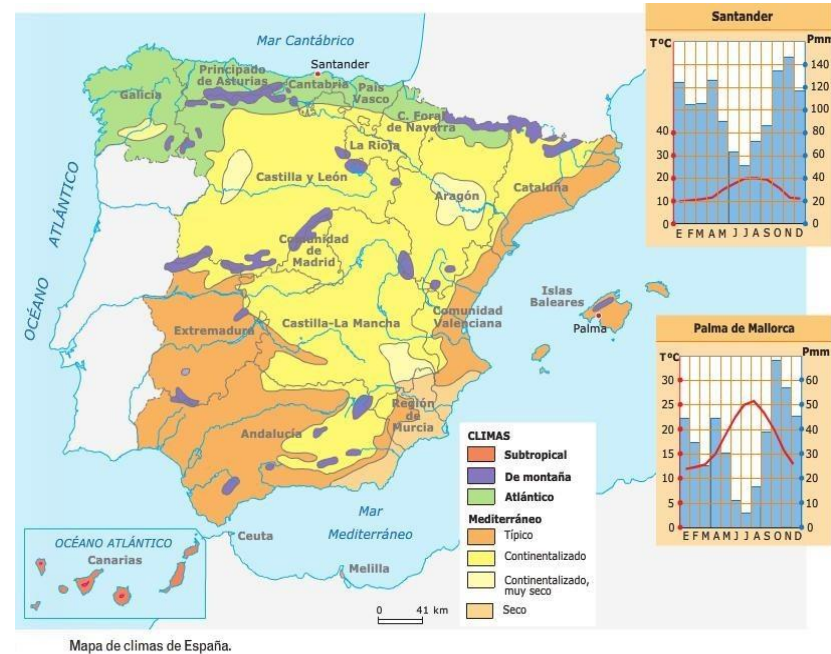 Mar Cantábrico
Santander
Galicia
Principado
de Asturias
Cantabria
País
Vasco
C. Foral
de Navarra
La Rioja
Castilla y León
Aragón
Cataluña
OCÉANO ATLÁNTICO
Comunidad
de Madrid
Extremadura
Castilla-La Mancha
Comunidad
Valenciana
Islas
Baleares
Palma
Andalucía
Región
de
Murcia
Mar
Mediterráneo
Ceuta
Melilla
OCÉANO ATLÁNTICO
Canarias
0 41 km
CLIMAS
Subtropical
De montaña
Atlántico
Mediterráneo
Típico
Continentalizado
Continentalizado,
muy seco
Seco
Santander
TºC Pmm
140
120
100
40 80
30 60
20 40
10 20
0 0
E F M A M J J A S O N D
Palma de Mallorca
TºC Pmm
30 60
25 50
20 40
15 30
10 20
5 10
0 0
E F M A M J J A S O N D
Mapa de climas de España.